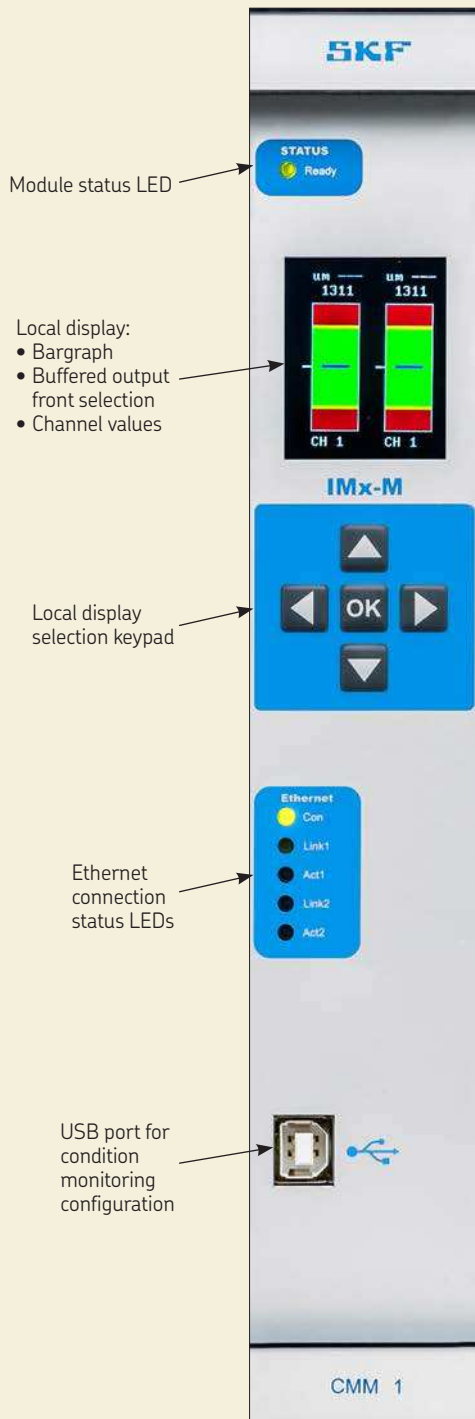 SKF
STATUS
Ready
Module status LED
um ---- um ----
1311 1311
Local display:
• Bargraph
• Buffered output
front selection
• Channel values
CH 1 CH 1
IMx-M
OK
Local display
selection keypad
Ethernet
Con
Link1
Act1
Link2
Act2
Ethernet
connection
status LEDs
USB port for
condition
monitoring
configuration
CMM 1